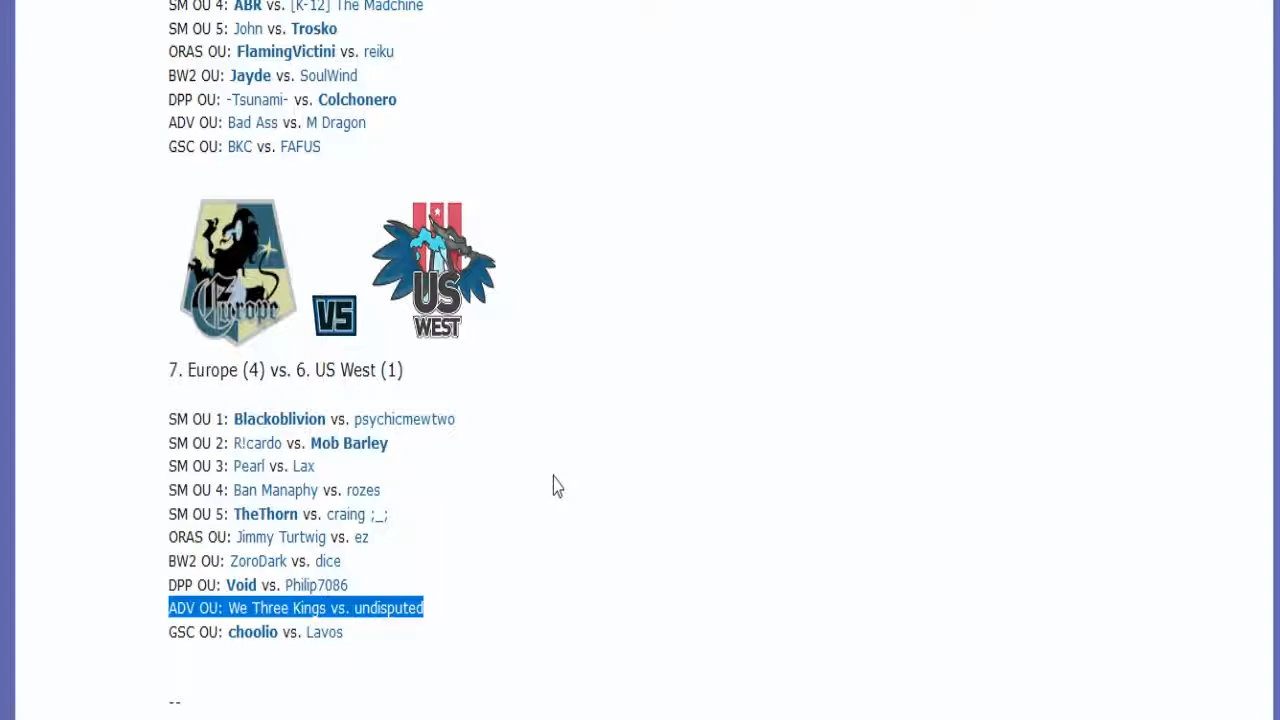 SM OU 4: ABR vs. [K-12] The Madchine
SM OU 5: John vs. Trosko
ORAS OU: FlamingVictini vs. reiku
BW2 OU: Jayde vs. SoulWind
DPP OU: -Tsunami- vs. Colchonero
ADV OU: Bad Ass vs. M Dragon
GSC OU: BKC vs. FAFUS
Europe
VS
US
WEST
7. Europe (4) vs. 6. US West (1)
SM OU 1: Blackoblivion vs. psychicmewtwo
SM OU 2: R!cardo vs. Mob Barley
SM OU 3: Pearl vs. Lax
SM OU 4: Ban Manaphy vs. rozes
SM OU 5: TheThorn vs. craing ;_;
ORAS OU: Jimmy Turtwig vs. ez
BW2 OU: ZoroDark vs. dice
DPP OU: Void vs. Philip7086
ADV OU: We Three Kings vs. undisputed
GSC OU: choolio vs. Lavos
--